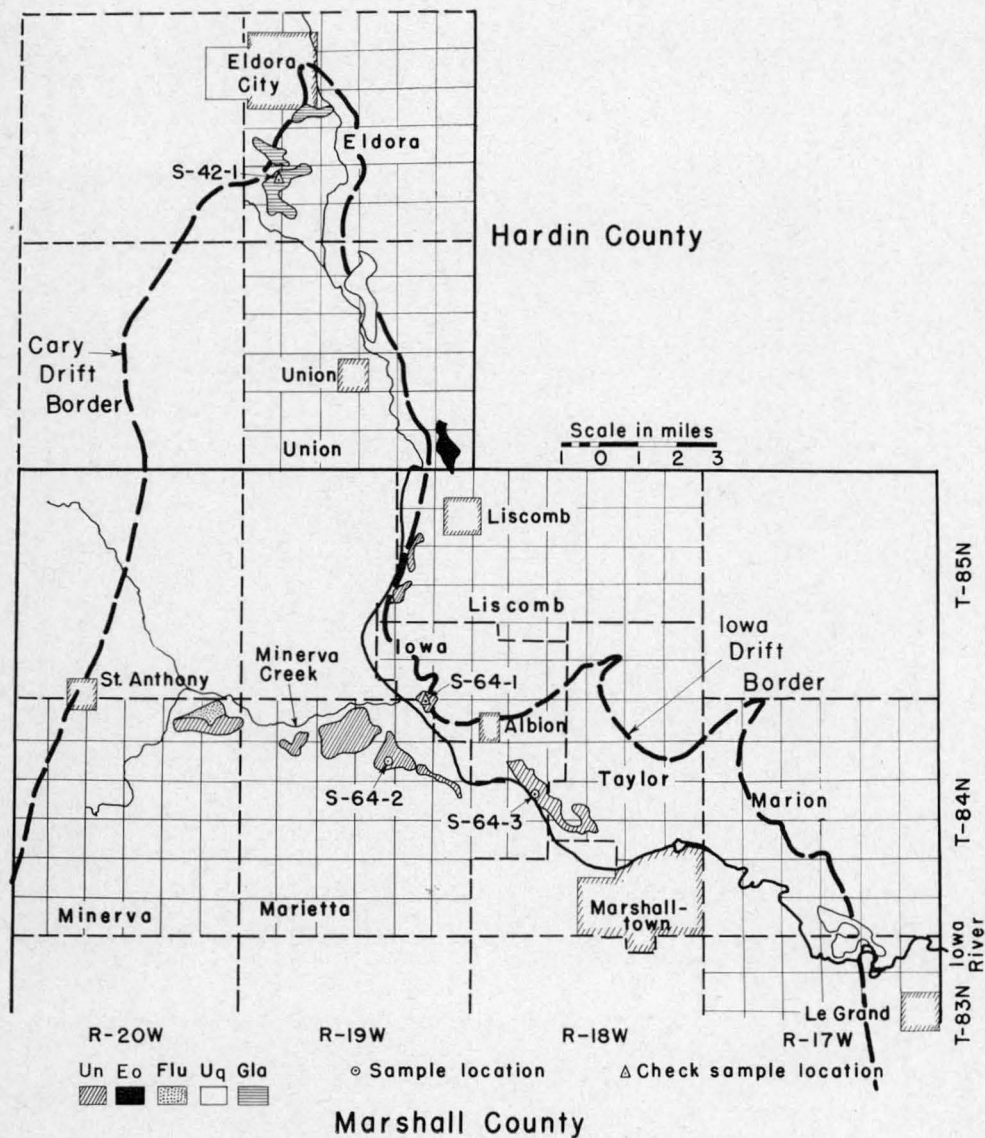 Eldora
City
Eldora
S-42-1
Hardin County
Cary
Drift
Border
Union
Union
Scale in miles
0 1 2 3
Liscomb
T-85N
Liscomb
Iowa
Iowa
Drift
Border
Minerva
Creek
St. Anthony
S-64-1
Albion
Taylor
S-64-2
S-64-3
Marion
T-84N
Minerva
Marietta
Marshall-
town
Iowa
River
Le Grand
T-83N
R-20W
R-19W
R-18W
R-17W
Un Eo Flu Uq Gla
Sample location
Check sample location
Marshall County